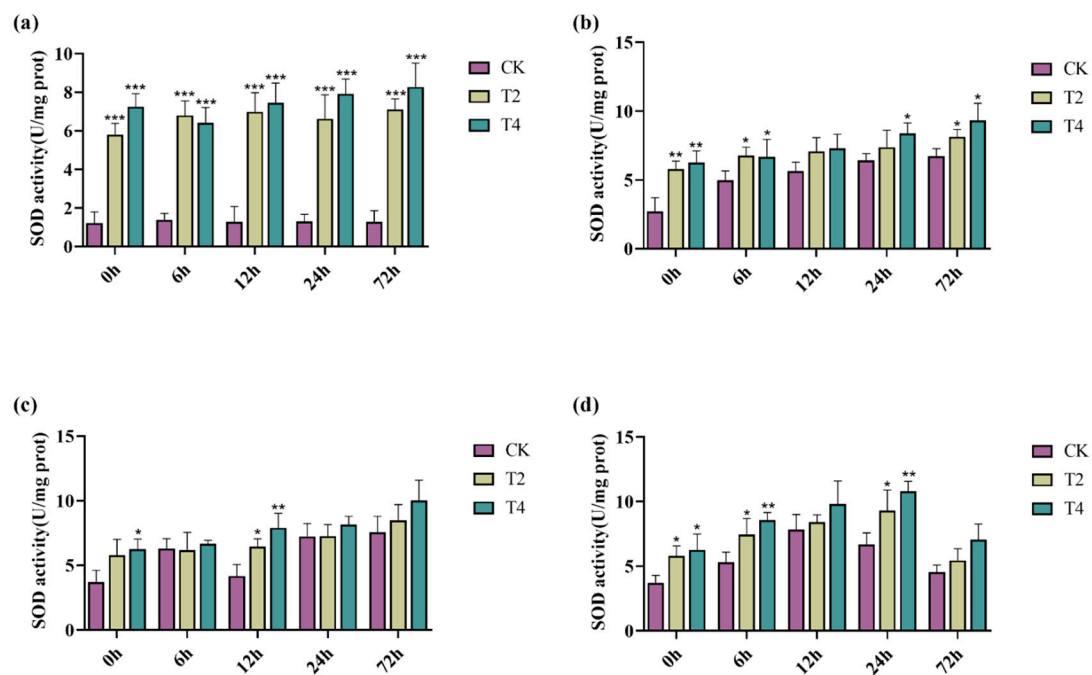 (a)
SOD activity(U/mg prot)
10
8
6
4
2
0
*** *** *** *** *** *** *** *** *** ***
0h 6h 12h 24h 72h
CK
T2
T4
(b)
SOD activity(U/mg prot)
15
10
5
0
** ** * * * * *
0h 6h 12h 24h 72h
CK
T2
T4
(c)
SOD activity(U/mg prot)
15
10
5
0
* * **
0h 6h 12h 24h 72h
CK
T2
T4
(d)
SOD activity(U/mg prot)
15
10
5
0
* * * ** * **
0h 6h 12h 24h 72h
CK
T2
T4